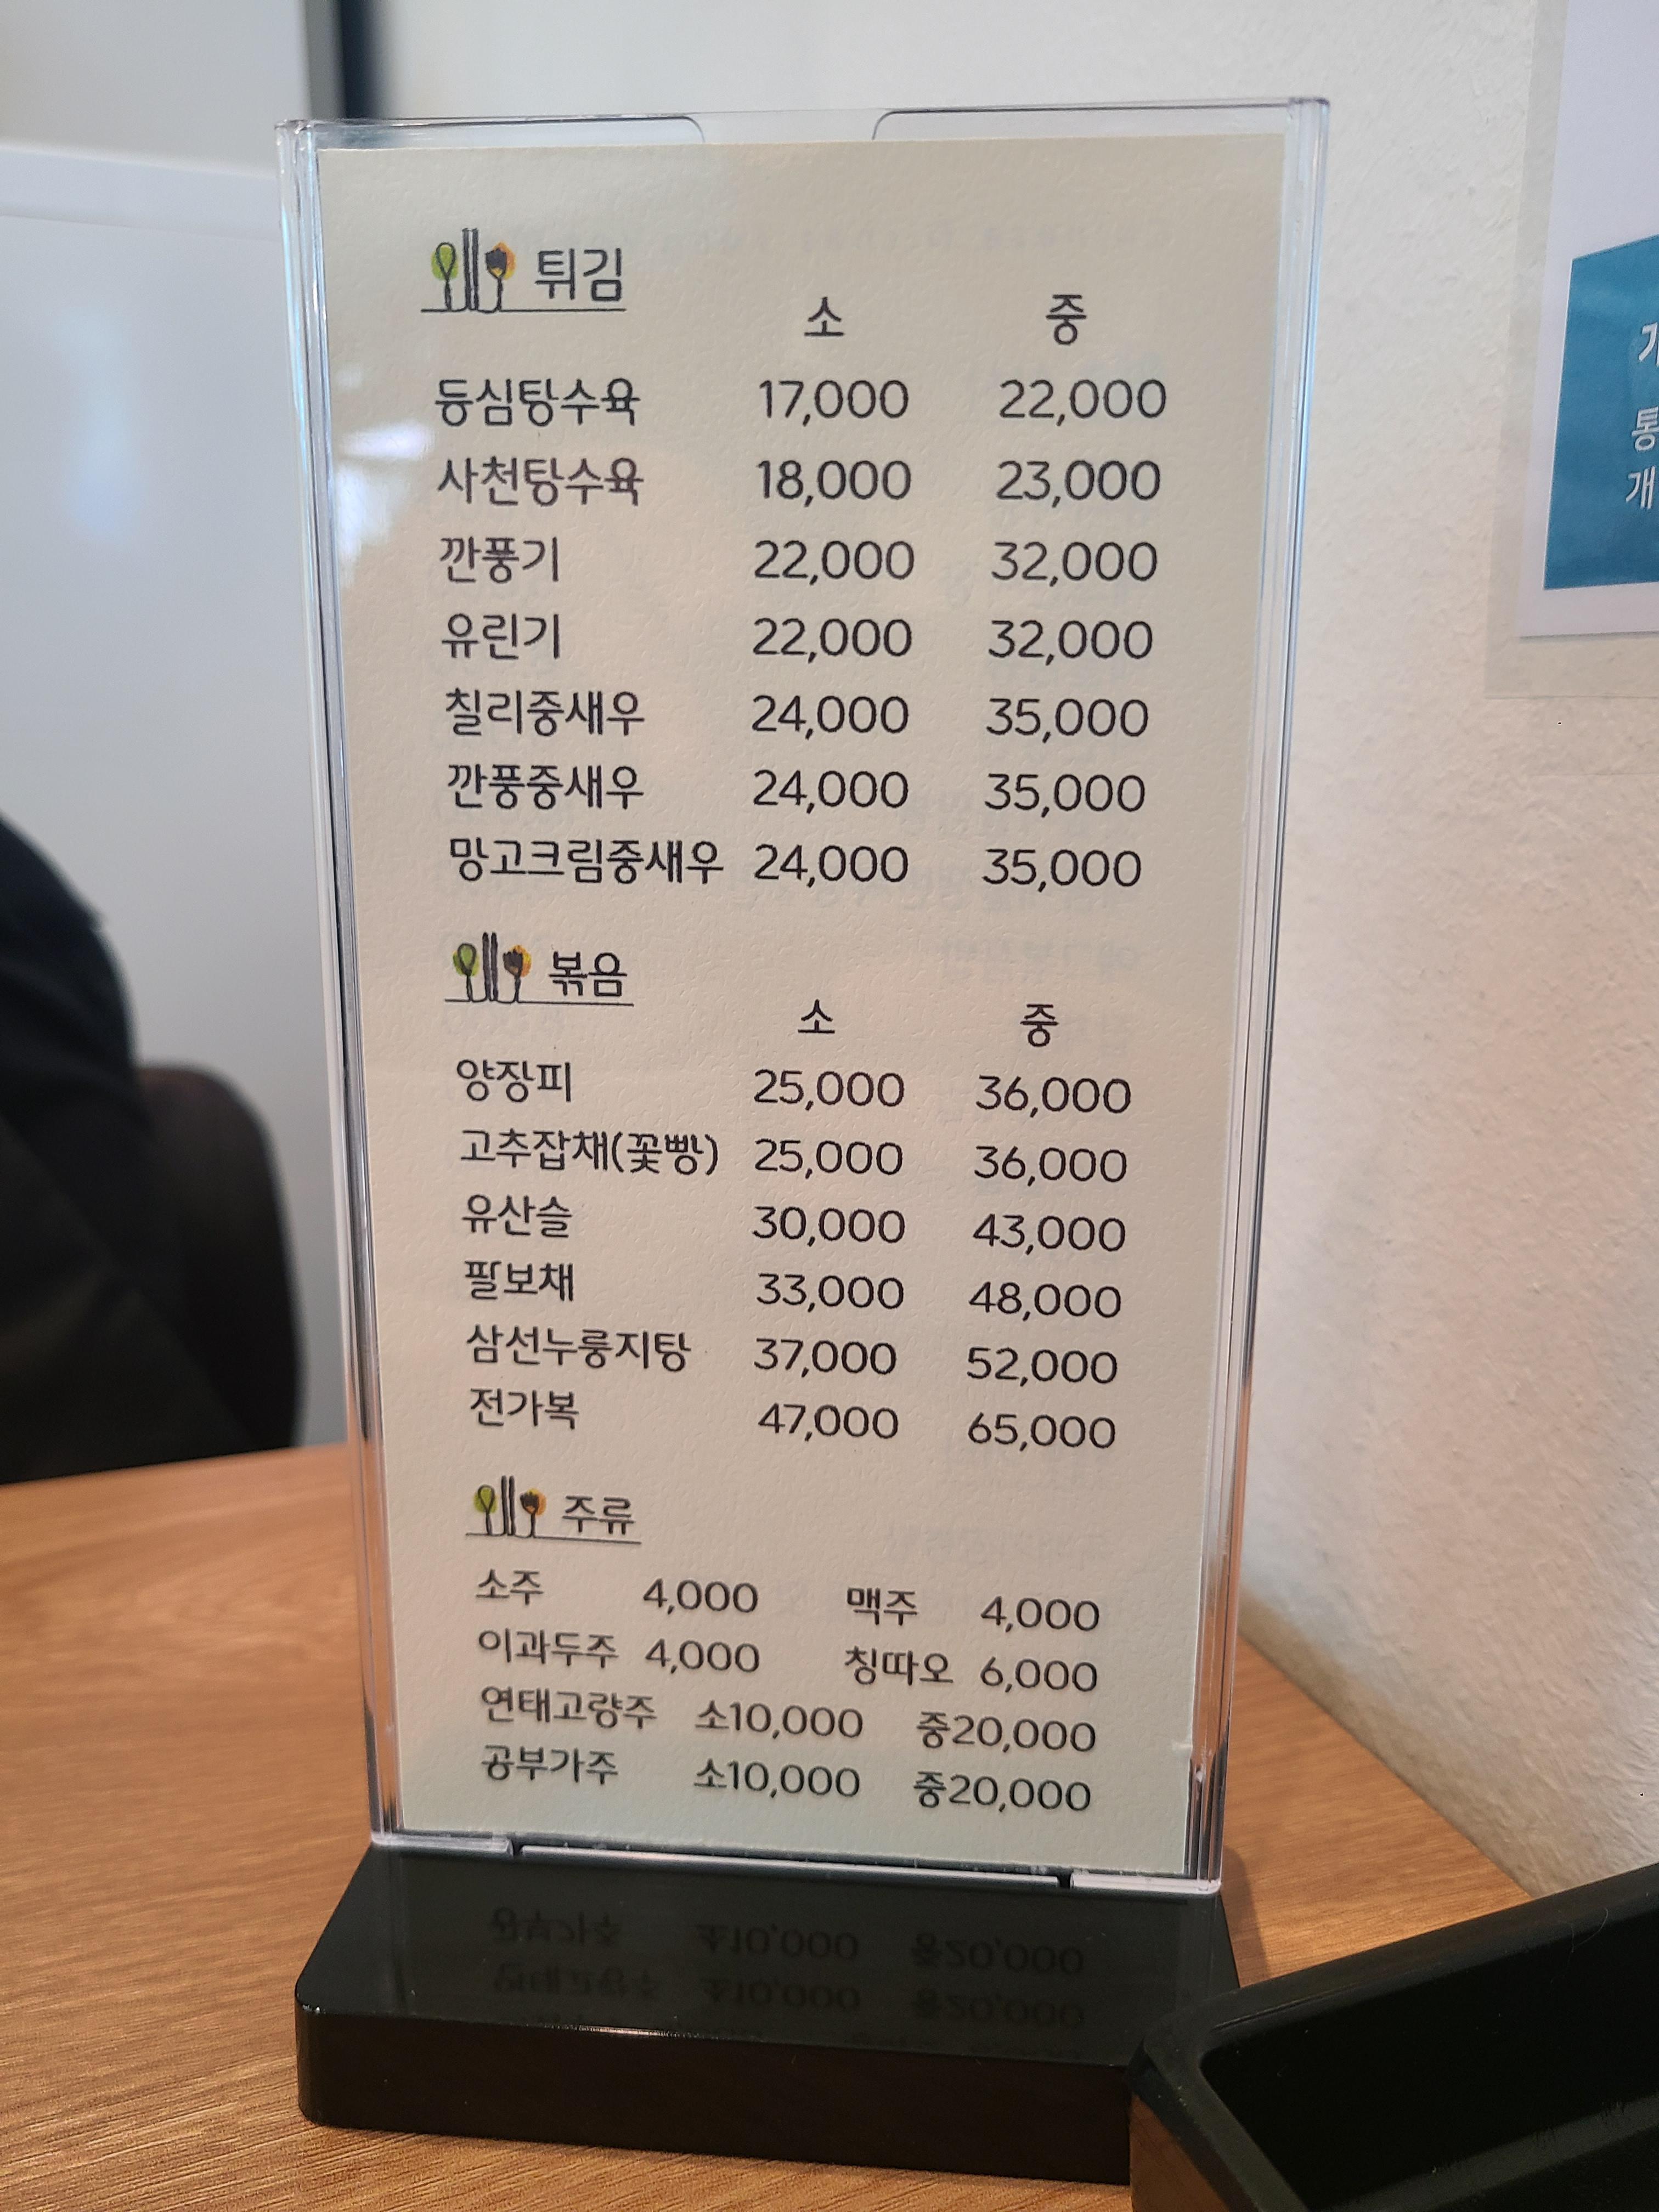 튀김
소 중
등심탕수육 17,000 22,000
사천탕수육 18,000 23,000
깐풍기 22,000 32,000
유린기 22,000 32,000
칠리중새우 24,000 35,000
깐풍중새우 24,000 35,000
망고크림중새우 24,000 35,000
볶음
소 중
양장피 25,000 36,000
고추잡채(꽃빵) 25,000 36,000
유산슬 30,000 43,000
팔보채 33,000 48,000
삼선누룽지탕 37,000 52,000
전가복 47,000 65,000
주류
소주 4,000 맥주 4,000
이과두주 4,000 칭따오 6,000
연태고량주 소10,000 중20,000
공부가주 소10,000 중20,000
통
개